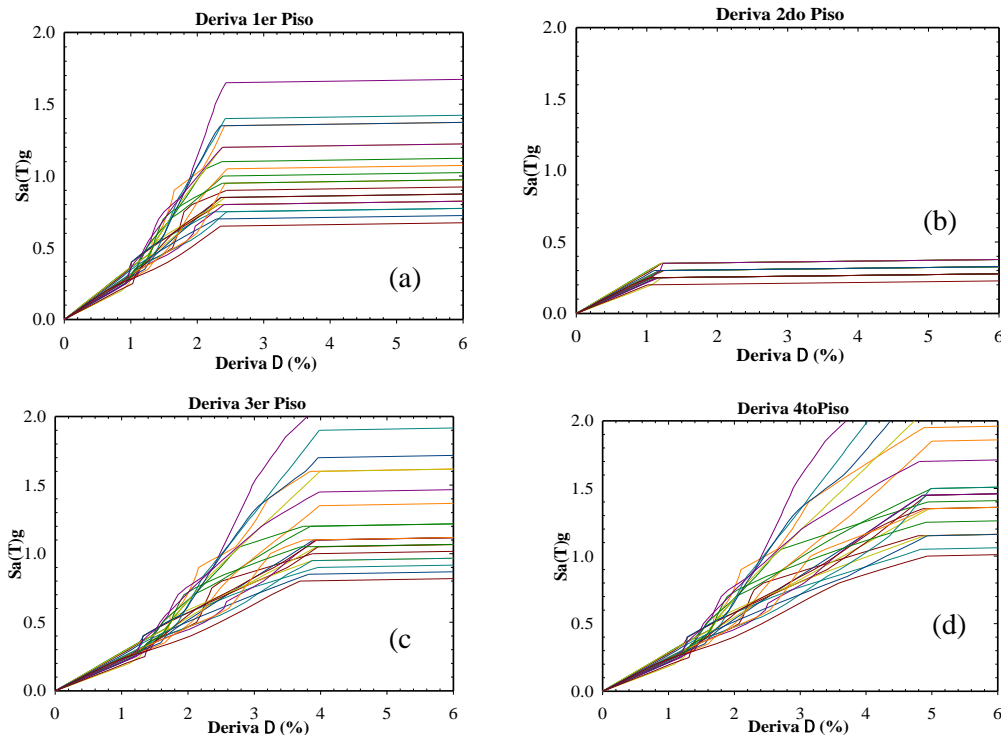 Deriva 1er Piso
2.0
1.5
Sa(T)g
1.0
0.5
(a)
0.0
0 1 2 3 4 5 6
Deriva D (%)
Deriva 2do Piso
2.0
1.5
Sa(T)g
1.0
0.5
(b)
0.0
0 1 2 3 4 5 6
Deriva D (%)
Deriva 3er Piso
2.0
1.5
Sa(T)g
1.0
0.5
(c)
0.0
0 1 2 3 4 5 6
Deriva D (%)
Deriva 4toPiso
2.0
1.5
Sa(T)g
1.0
0.5
(d)
0.0
0 1 2 3 4 5 6
Deriva D (%)